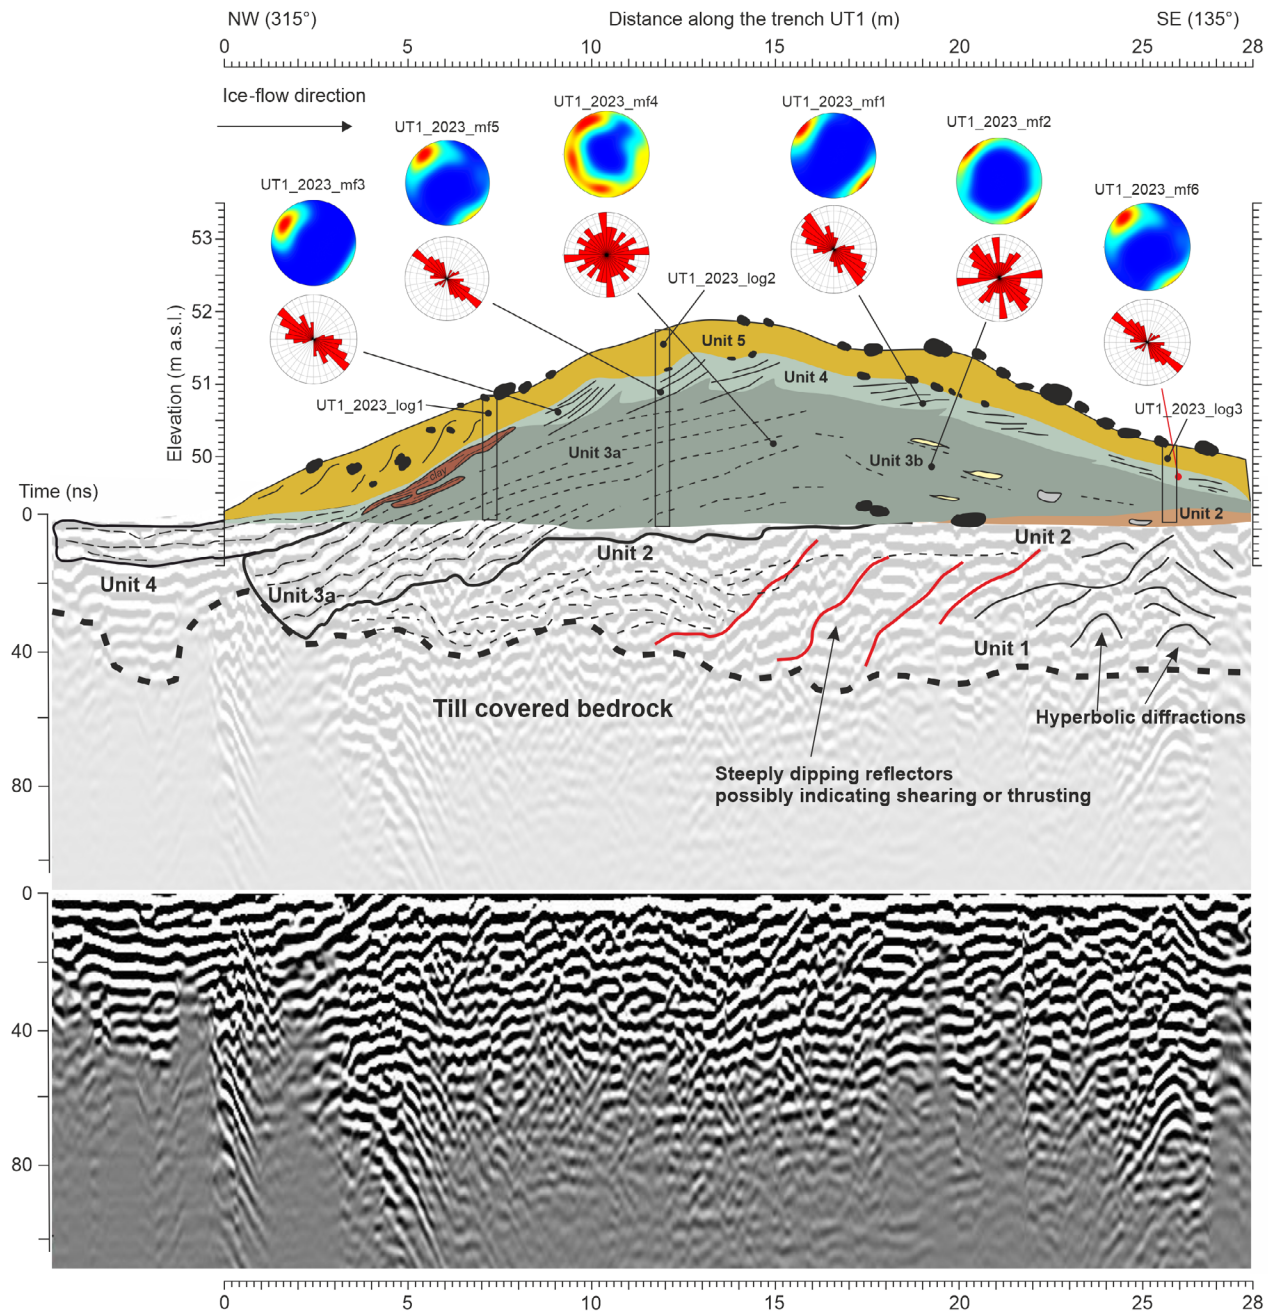 NW (315°) Distance along the trench UT1 (m) SE (135°)
0 5 10 15 20 25 28
Ice-flow direction
UT1_2023_mf4
UT1_2023_mf1
UT1_2023_mf2
UT1_2023_mf5
UT1_2023_mf3
UT1_2023_mf6
UT1_2023_log2
Elevation (m a.s.l.)
53
52
51
50
Unit 5
Unit 4
UT1_2023_log1
UT1_2023_log3
Unit 3a
Unit 3b
Clay
Unit 2
Time (ns)
0
40
80
Unit 2
Unit 2
Unit 4
Unit 3a
Unit 1
Till covered bedrock
Hyperbolic diffractions
Steeply dipping reflectors
possibly indicating shearing or thrusting
0
40
80
0 5 10 15 20 25 28